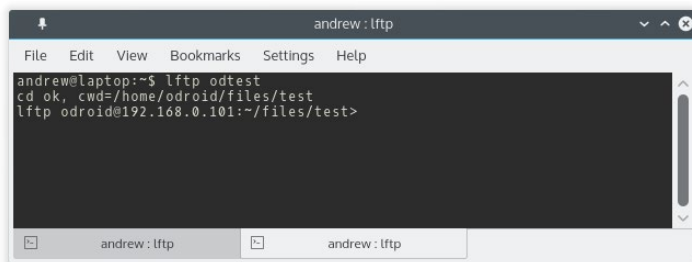 andrew : lftp
File Edit View Bookmarks Settings Help
andrew@laptop:~$ lftp odtest
cd ok, cwd=/home/odroid/files/test
lftp odroid@192.168.0.101:~/files/test>
andrew : lftp
andrew : lftp